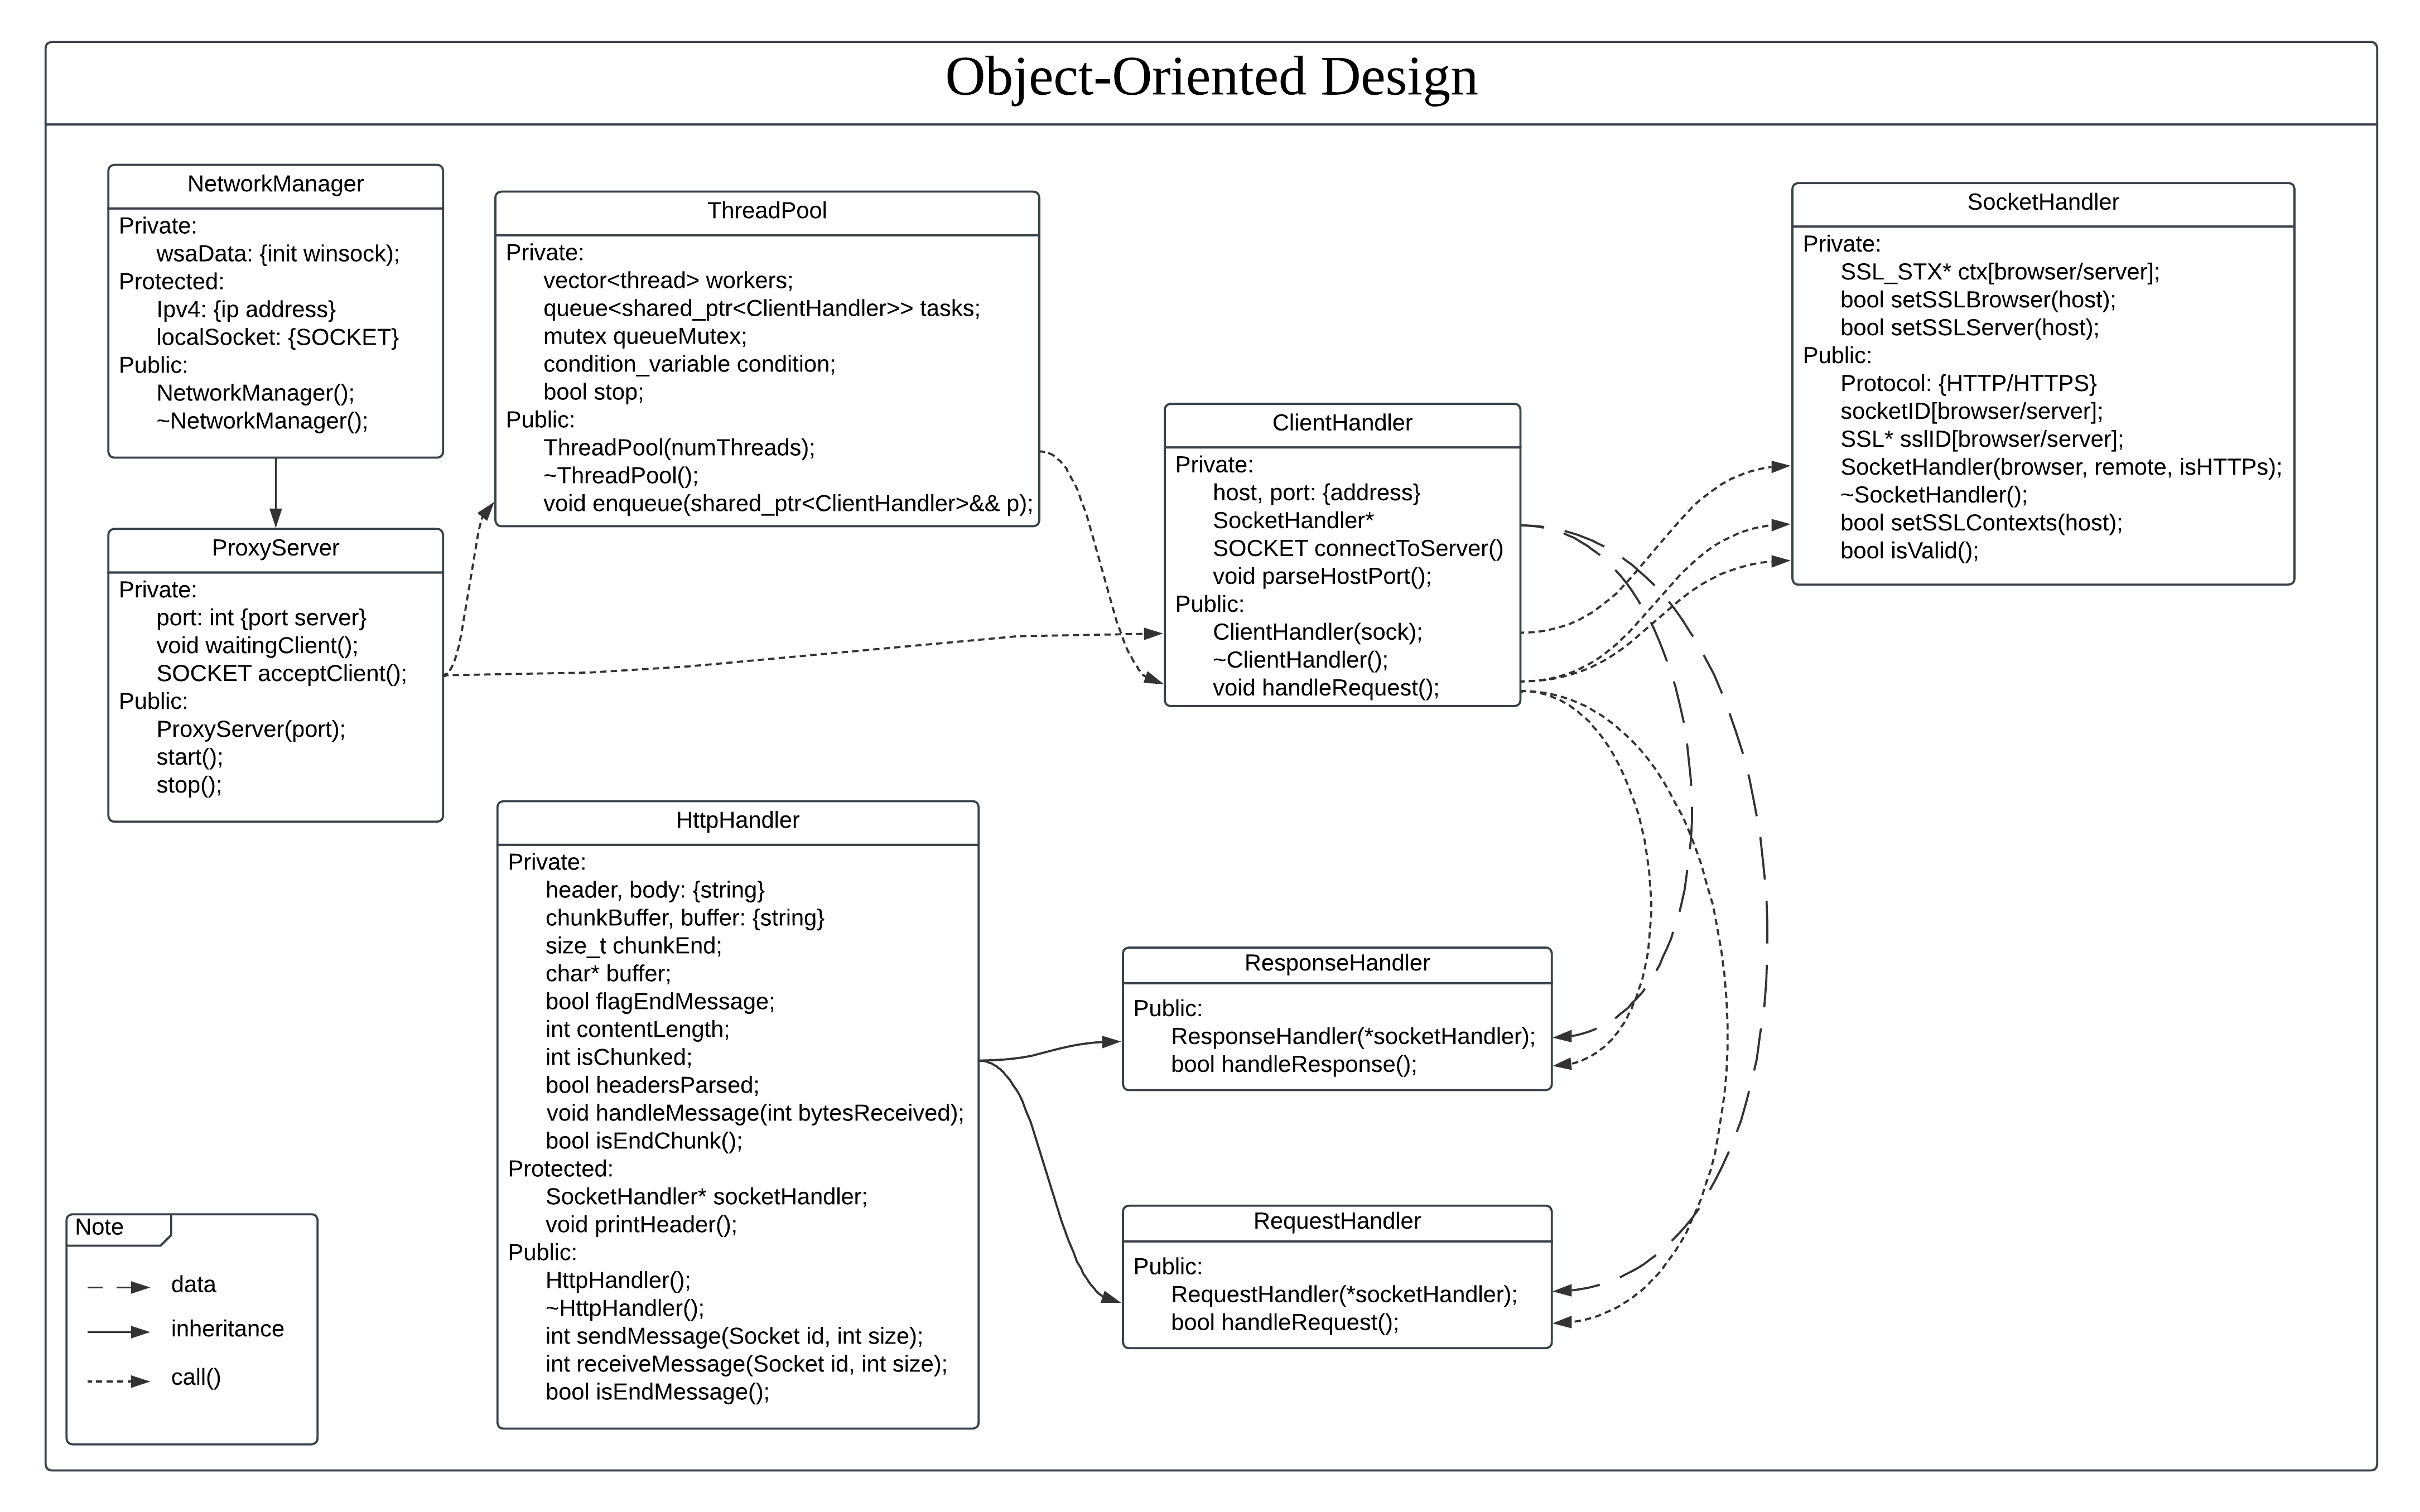 Object-Oriented Design
NetworkManager
Private:
wsaData: {init winsock);
Protected:
Ipv4: {ip address}
localSocket: {SOCKET}
Public:
NetworkManager();
~NetworkManager();
ThreadPool
Private:
vector<thread> workers;
queue<shared_ptr<ClientHandler>> tasks;
mutex queueMutex;
condition_variable condition;
bool stop;
Public:
ThreadPool(numThreads);
~ThreadPool();
void enqueue(shared_ptr<ClientHandler>&& p);
SocketHandler
Private:
SSL_STX* ctx[browser/server];
bool setSSLBrowser(host);
bool setSSLServer(host);
Public:
Protocol: {HTTP/HTTPS}
socketID[browser/server];
SSL* sslID[browser/server];
SocketHandler(browser, remote, isHTTPs);
~SocketHandler();
bool setSSLContexts(host);
bool isValid();
ClientHandler
Private:
host, port: {address}
SocketHandler*
SOCKET connectToServer()
void parseHostPort();
Public:
ClientHandler(sock);
~ClientHandler();
void handleRequest();
ProxyServer
Private:
port: int {port server}
void waitingClient();
SOCKET acceptClient();
Public:
ProxyServer(port);
start();
stop();
HttpHandler
Private:
header, body: {string}
chunkBuffer, buffer: {string}
size_t chunkEnd;
char* buffer;
bool flagEndMessage;
int contentLength;
int isChunked;
bool headersParsed;
void handleMessage(int bytesReceived);
bool isEndChunk();
Protected:
SocketHandler* socketHandler;
void printHeader();
Public:
HttpHandler();
~HttpHandler();
int sendMessage(Socket id, int size);
int receiveMessage(Socket id, int size);
bool isEndMessage();
ResponseHandler
Public:
ResponseHandler(*socketHandler);
bool handleResponse();
RequestHandler
Public:
RequestHandler(*socketHandler);
bool handleRequest();
Note
data
inheritance
call()